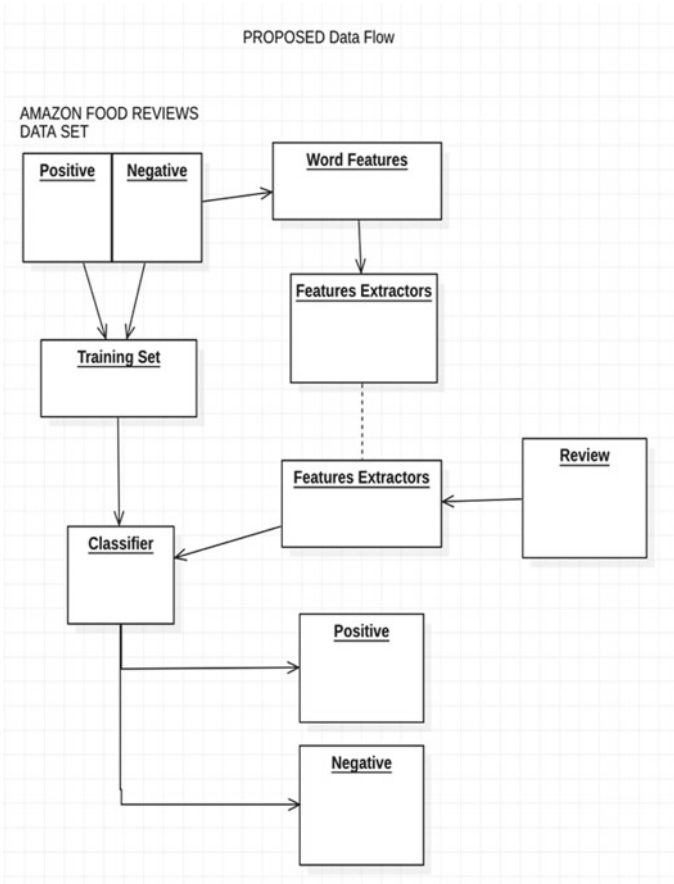 PROPOSED Data Flow
AMAZON FOOD REVIEWS
DATA SET
Positive
Negative
Word Features
Features Extractors
Training Set
Features Extractors
Review
Classifier
Positive
Negative